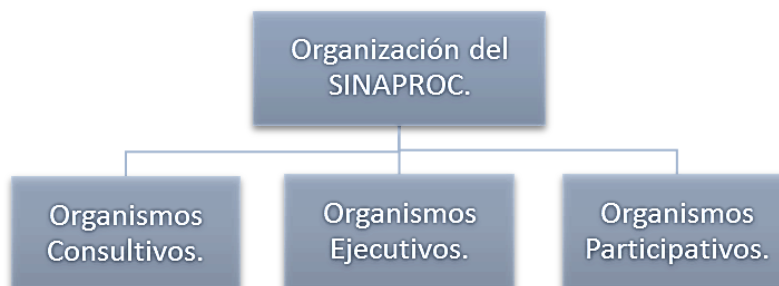 Organización del
SINAPROC.
Organismos
Consultivos.
Organismos
Ejecutivos.
Organismos
Participativos.